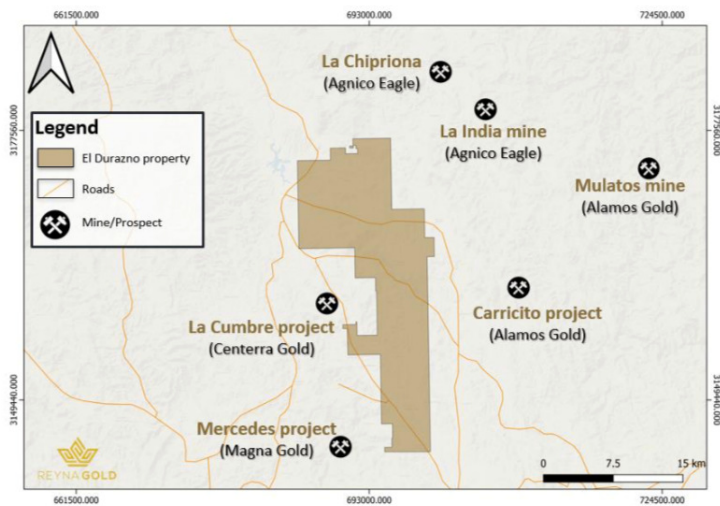 661500.000
693000.000
724500.000
La Chipriona
(Agnico Eagle)
La India mine
(Agnico Eagle)
Mulatos mine
(Alamos Gold)
3177560.000
3177560.000
Legend
El Durazno property
Roads
Mine/Prospect
Carricito project
(Alamos Gold)
La Cumbre project
(Centerra Gold)
3149440.000
3149440.000
Mercedes project
(Magna Gold)
REYNAGOLD
0 7.5 15 km
661500.000
693000.000
724500.000